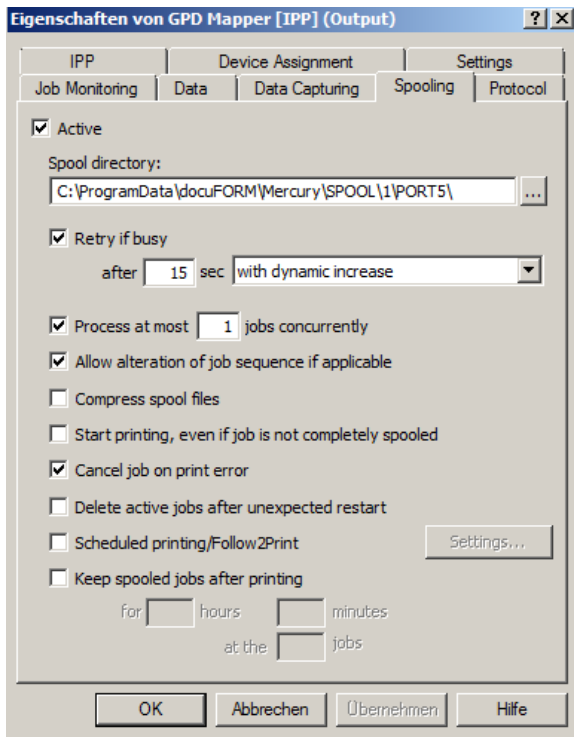 Eigenschaften von GPD Mapper [IPP] (Output)
IPP Device Assignment Settings
Job Monitoring Data Data Capturing Spooling Protocol
Active
Spool directory:
C:\ProgramData\docuFORM\Mercury\SPOOL\1\PORT5\ ...
Retry if busy
after 15 sec with dynamic increase
Process at most 1 jobs concurrently
Allow alteration of job sequence if applicable
Compress spool files
Start printing, even if job is not completely spooled
Cancel job on print error
Delete active jobs after unexpected restart
Scheduled printing/Follow2Print Settings...
Keep spooled jobs after printing
for hours minutes
at the jobs
OK Abbrechen Übernehmen Hilfe